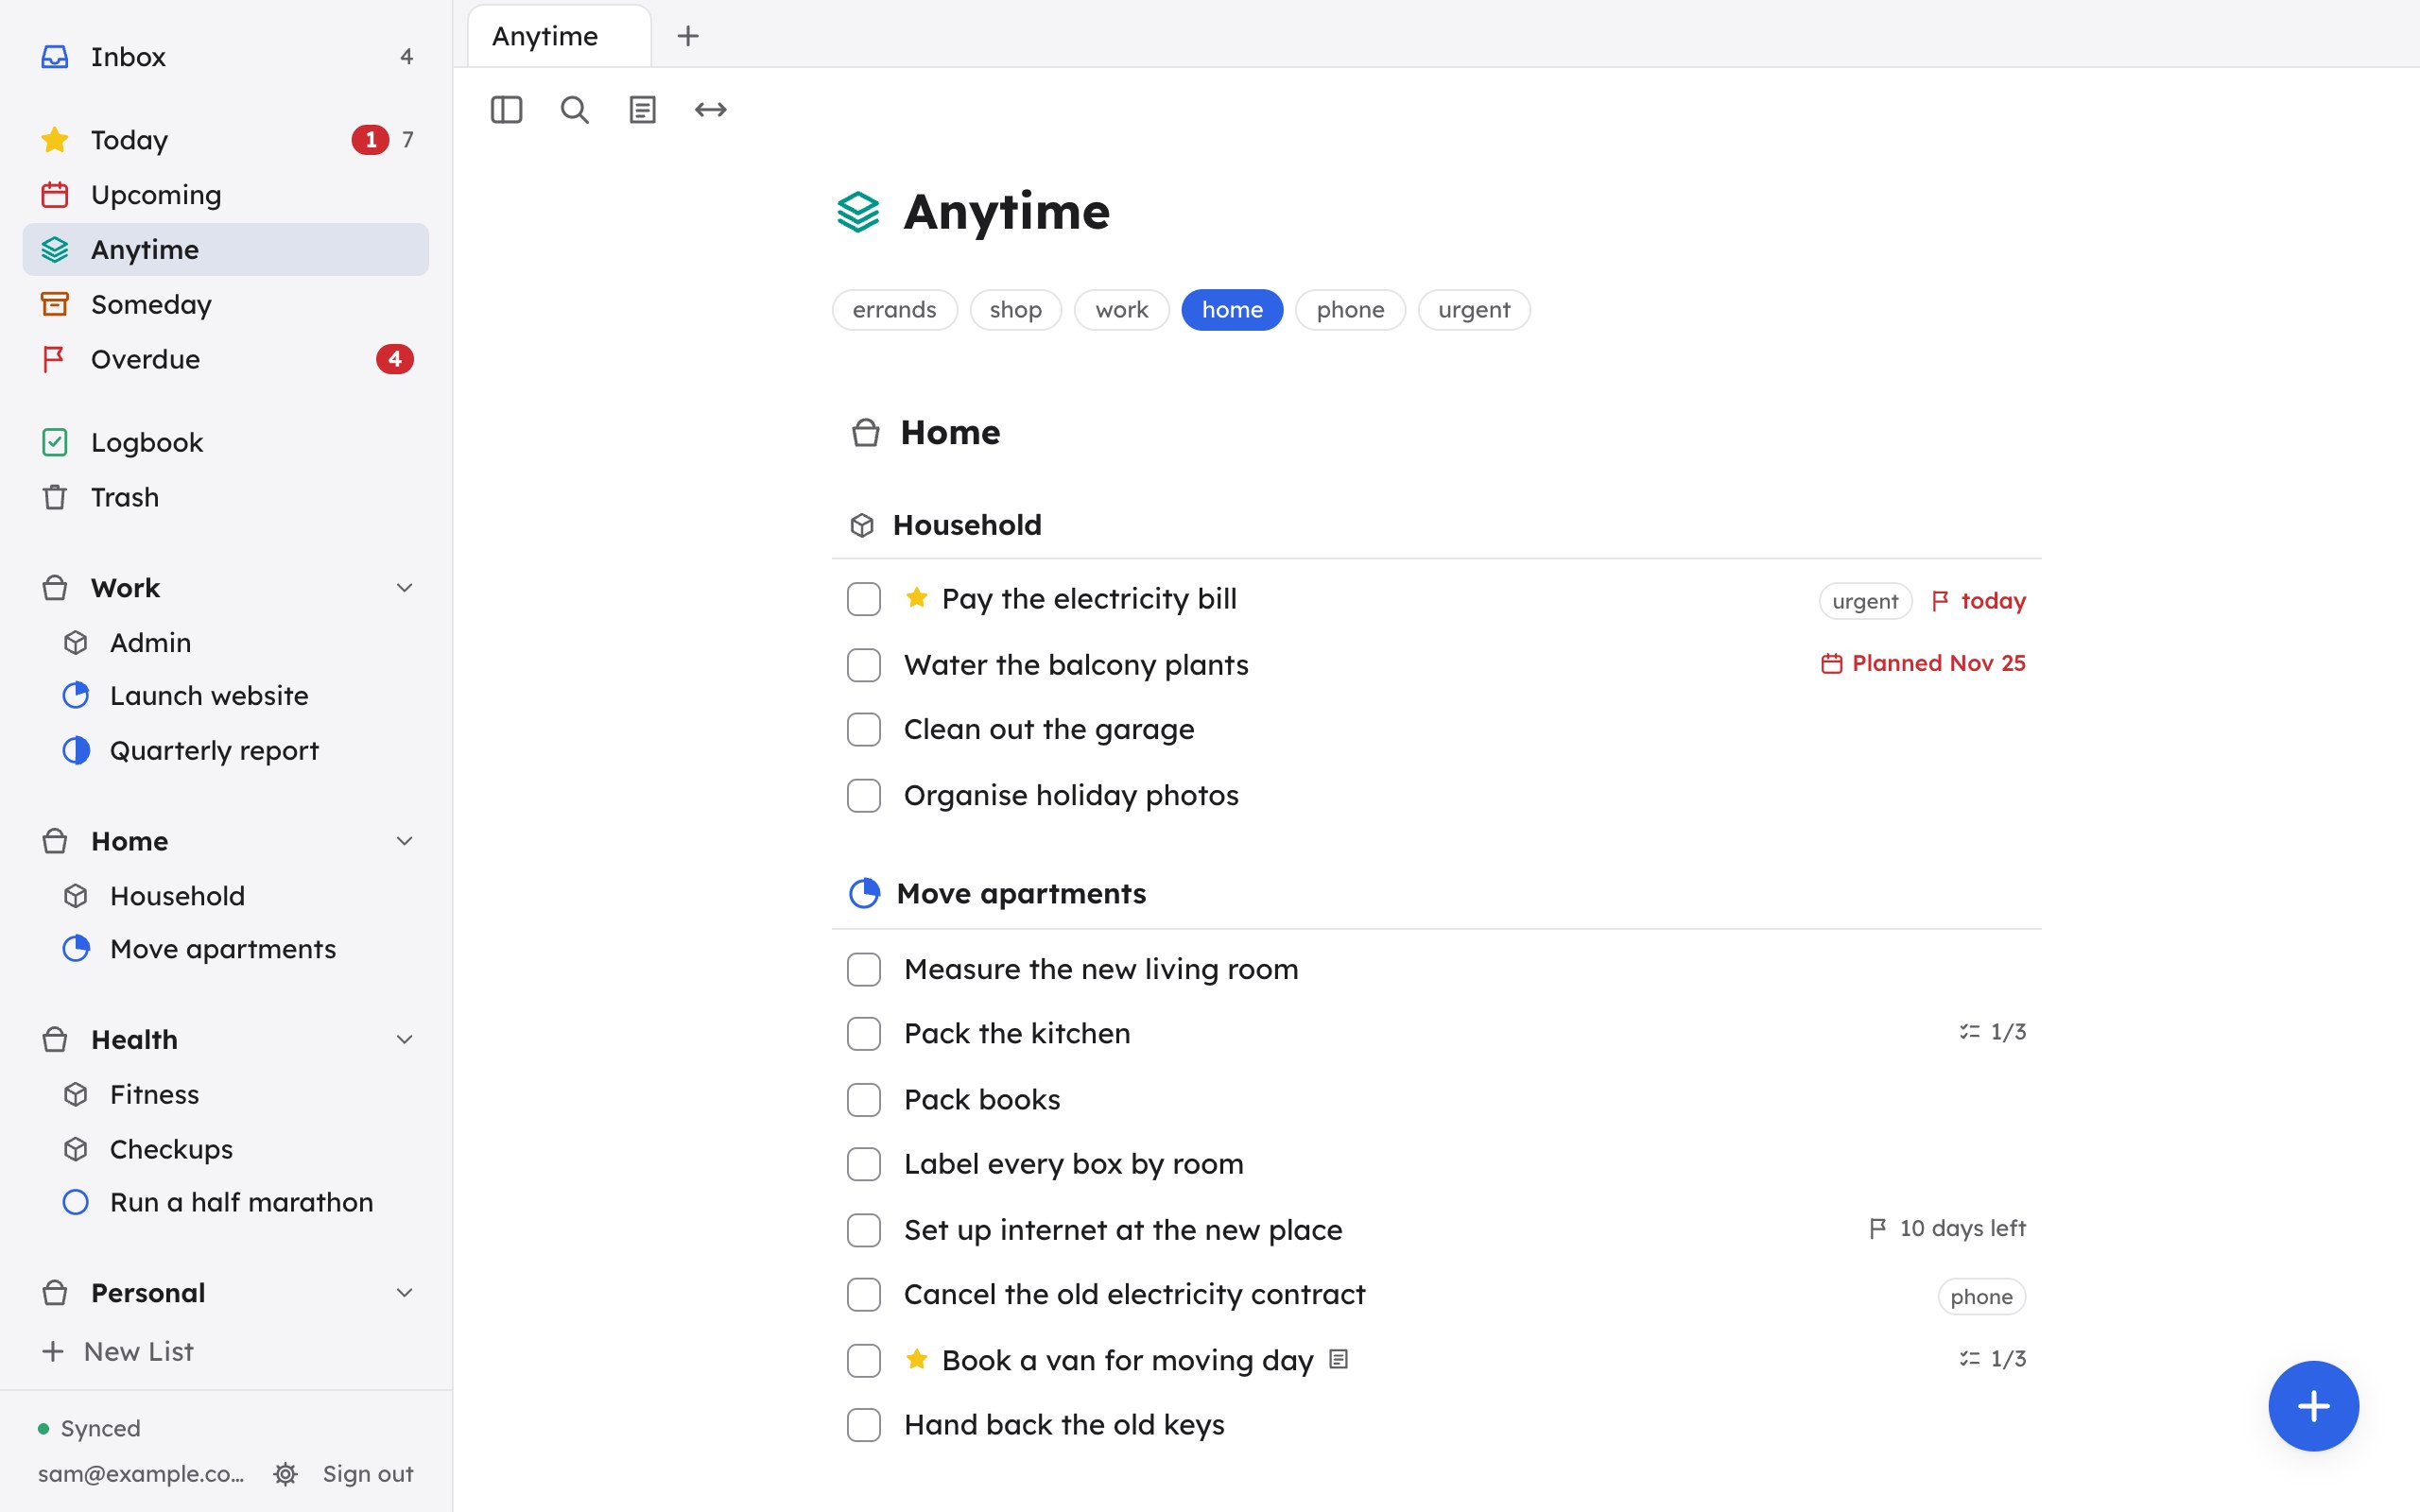 Inbox 4
Today 1 7
Upcoming
Anytime
Someday
Overdue 4
Logbook
Trash
Work
Admin
Launch website
Quarterly report
Home
Household
Move apartments
Health
Fitness
Checkups
Run a half marathon
Personal
New List
Synced
sam@example.co... Sign out
Anytime
Anytime
errands shop work home phone urgent
Home
Household
Pay the electricity bill urgent today
Water the balcony plants Planned Nov 25
Clean out the garage
Organise holiday photos
Move apartments
Measure the new living room
Pack the kitchen 1/3
Pack books
Label every box by room
Set up internet at the new place 10 days left
Cancel the old electricity contract phone
Book a van for moving day 1/3
Hand back the old keys